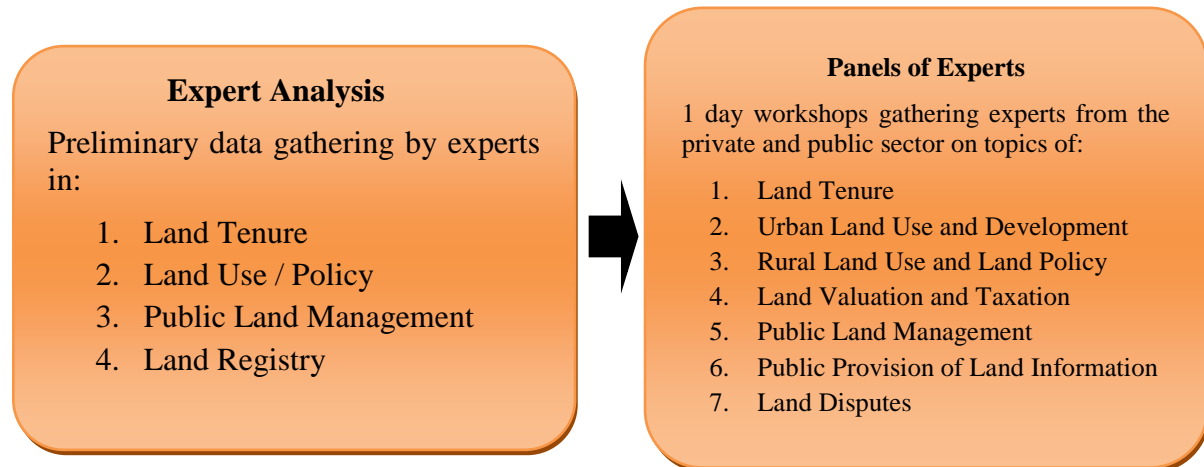 Expert Analysis
Preliminary data gathering by experts
in:
1. Land Tenure
2. Land Use / Policy
3. Public Land Management
4. Land Registry
Panels of Experts
1 day workshops gathering experts from the
private and public sector on topics of:
1. Land Tenure
2. Urban Land Use and Development
3. Rural Land Use and Land Policy
4. Land Valuation and Taxation
5. Public Land Management
6. Public Provision of Land Information
7. Land Disputes